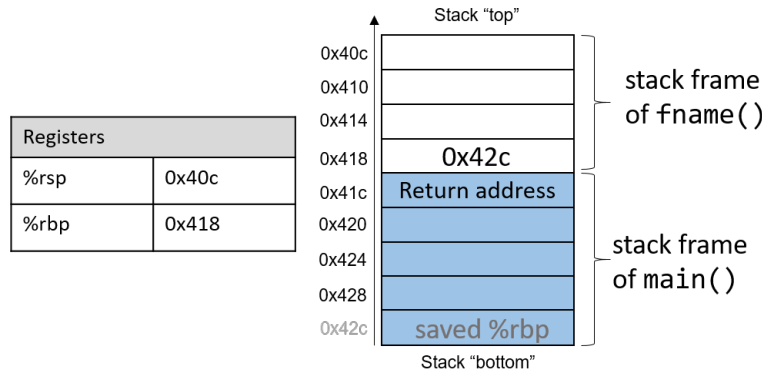 Stack “top”
Registers
%rsp 0x40c
%rbp 0x418
0x40c
0x410
0x414
0x418 0x42c
0x41c Return address
0x420
0x424
0x428
0x42c saved %rbp
stack frame
of fname()
stack frame
of main()
Stack “bottom”